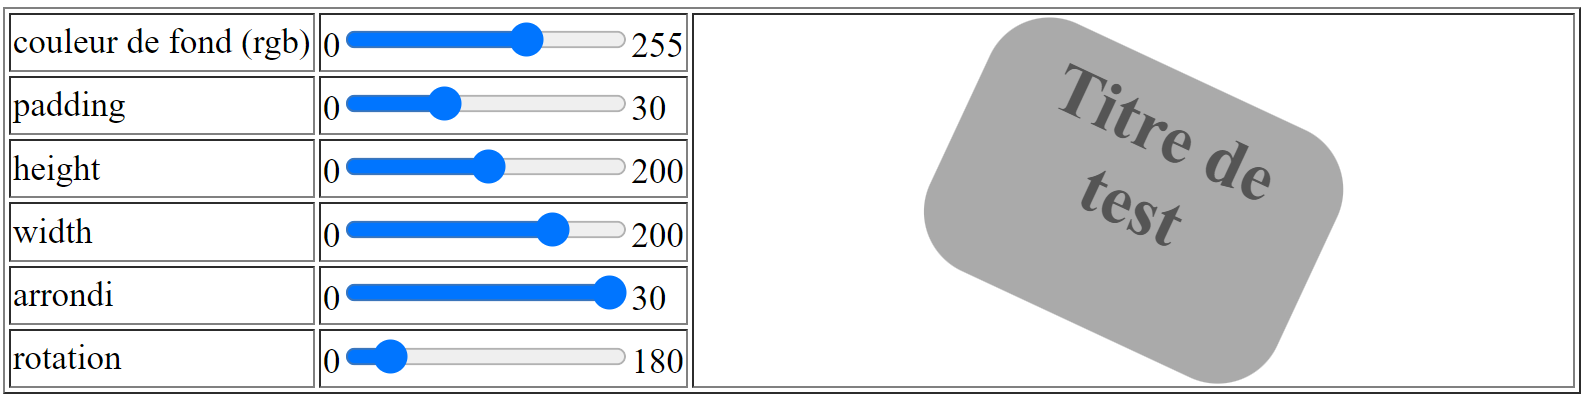 couleur de fond (rgb) 0 255
padding 0 30
height 0 200
width 0 200
arrondi 0 30
rotation 0 180
Titre de
test